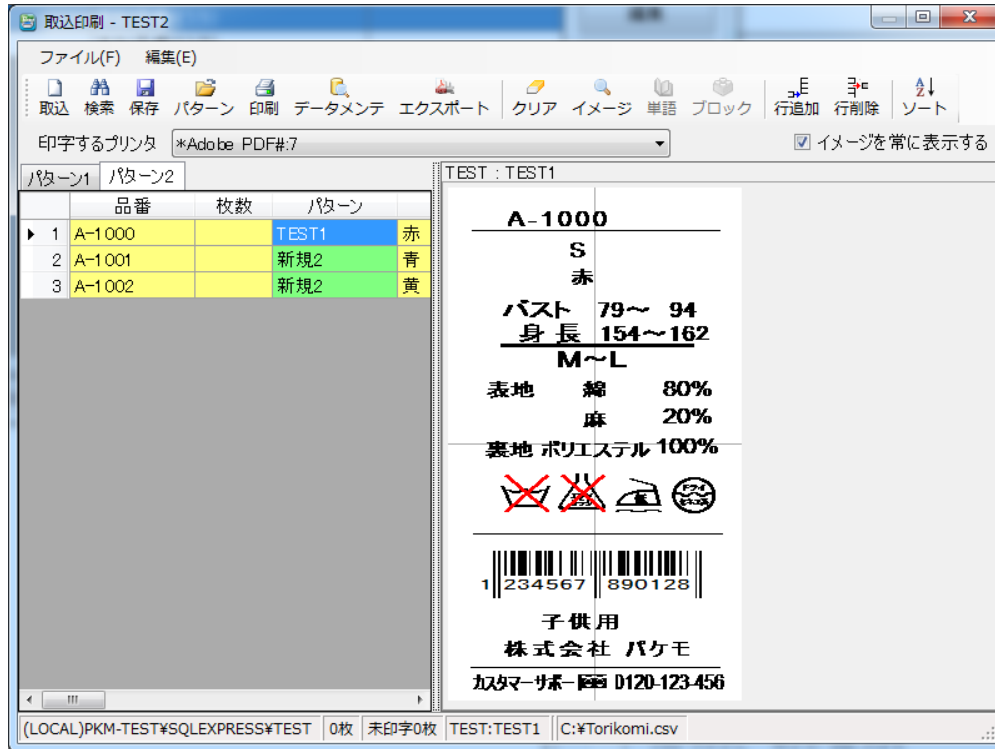 取込印刷 - TEST2
ファイル(F) 編集(E)
取込 検索 保存 パターン 印刷 データメンテ エクスポート クリア イメージ 単語 ブロック 行追加 行削除 ソート
印字するプリンタ *Adobe PDF#:7 イメージを常に表示する
パターン1 パターン2
品番 枚数 パターン
1 A-1000 TEST1 赤
2 A-1001 新規2 青
3 A-1002 新規2 黄
TEST : TEST1
A-1000
S
赤
バスト 79～ 94
身 長 154～162
M～L
表地 綿 80%
麻 20%
裏地 ポリエステル 100%
ドライ
1 234567 890128
子 供 用
株 式 会 社 パケモ
カスタマーサポー 0120-123-456
(LOCAL)PKM-TEST¥SQLEXPRESS¥TEST 0枚 未印字0枚 TEST:TEST1 C:¥Torikomi.csv